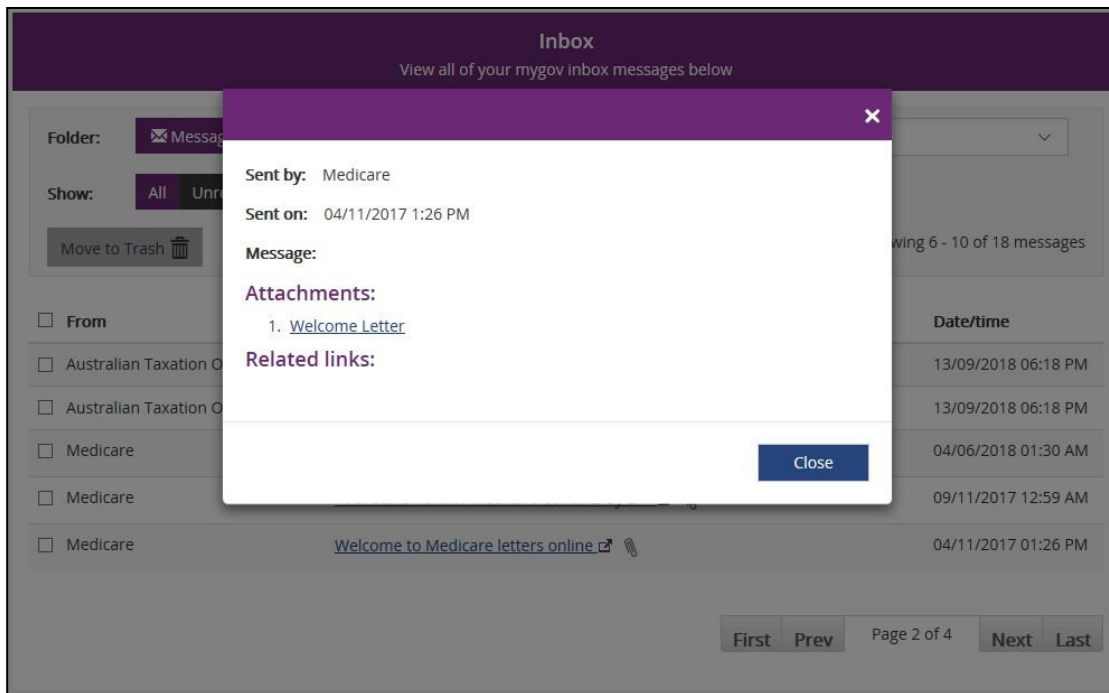 Inbox
View all of your mygov inbox messages below
×
Folder: Messag
Sent by: Medicare
Show: All Unr
Sent on: 04/11/2017 1:26 PM
Move to Trash
Message:
wing 6 - 10 of 18 messages
Attachments:
1. Welcome Letter
Related links:
Close
From Date/time
Australian Taxation O 13/09/2018 06:18 PM
Australian Taxation O 13/09/2018 06:18 PM
Medicare 04/06/2018 01:30 AM
Medicare 09/11/2017 12:59 AM
Medicare Welcome to Medicare letters online 04/11/2017 01:26 PM
First Prev Page 2 of 4 Next Last